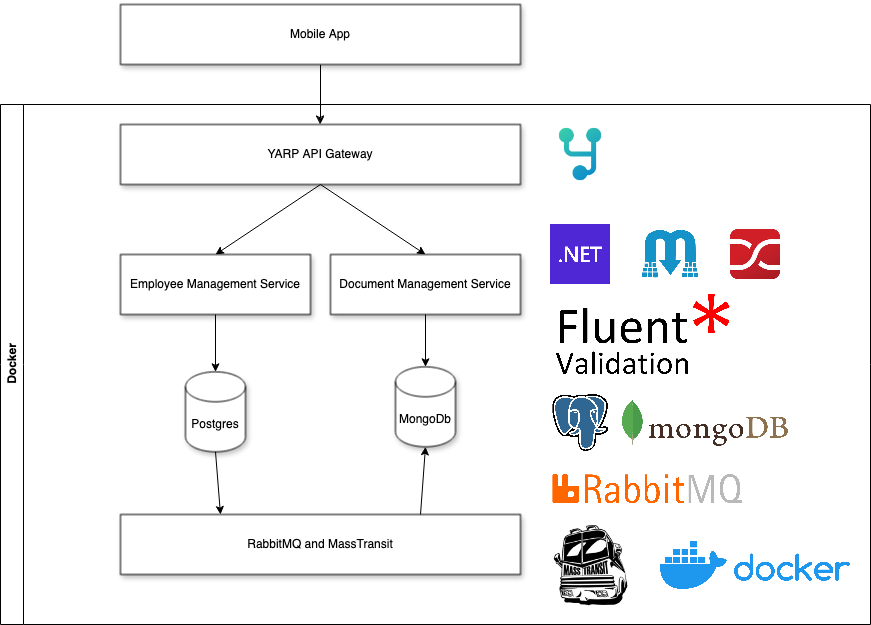 Mobile App
Docker
YARP API Gateway
.NET
Employee Management Service
Document Management Service
Fluent*
Validation
Postgres
MongoDb
mongoDB
RabbitMQ
RabbitMQ and MassTransit
MASS TRANSIT
docker